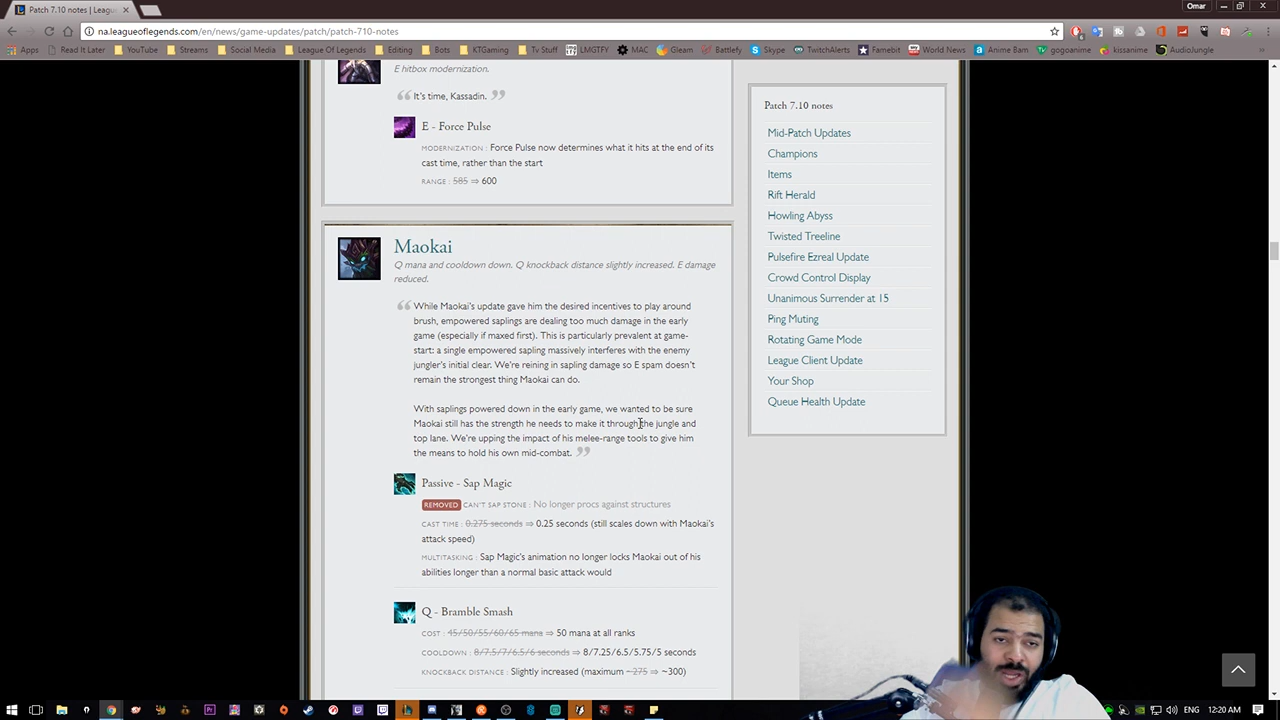 Patch 7.10 notes | Leagu
Omar
na.leagueoflegends.com/en/news/game-updates/patch/patch-710-notes
Apps Read It Later YouTube Streams Social Media League Of Legends Editing Bots KTGaming Tv Stuff LMGTFY MAC Gleam Battlefy Skype TwitchAlerts Famebit World News Anime Bam gogoanime kissanime AudioJungle
E hitbox modernization.
It's time, Kassadin.
E - Force Pulse
MODERNIZATION : Force Pulse now determines what it hits at the end of its
cast time, rather than the start
RANGE : 585 ⇒ 600
Maokai
Q mana and cooldown down. Q knockback distance slightly increased. E damage
reduced.
While Maokai's update gave him the desired incentives to play around
brush, empowered saplings are dealing too much damage in the early
game (especially if maxed first). This is particularly prevalent at game-
start: a single empowered sapling massively interferes with the enemy
jungler's initial clear. We're reining in sapling damage so E spam doesn't
remain the strongest thing Maokai can do.
With saplings powered down in the early game, we wanted to be sure
Maokai still has the strength he needs to make it through the jungle and
top lane. We're upping the impact of his melee-range tools to give him
the means to hold his own mid-combat.
Passive - Sap Magic
REMOVED CAN'T SAP STONE : No longer procs against structures
CAST TIME : 0.275 seconds ⇒ 0.25 seconds (still scales down with Maokai's
attack speed)
MULTITASKING : Sap Magic's animation no longer locks Maokai out of his
abilities longer than a normal basic attack would
Q - Bramble Smash
COST : 45/50/55/60/65 mana ⇒ 50 mana at all ranks
COOLDOWN : 8/7.5/7/6.5/6 seconds ⇒ 8/7.25/6.5/5.75/5 seconds
KNOCKBACK DISTANCE : Slightly increased (maximum ~275 ⇒ ~300)
Patch 7.10 notes
Mid-Patch Updates
Champions
Items
Rift Herald
Howling Abyss
Twisted Treeline
Pulsefire Ezreal Update
Crowd Control Display
Unanimous Surrender at 15
Ping Muting
Rotating Game Mode
League Client Update
Your Shop
Queue Health Update
ENG 12:20 AM